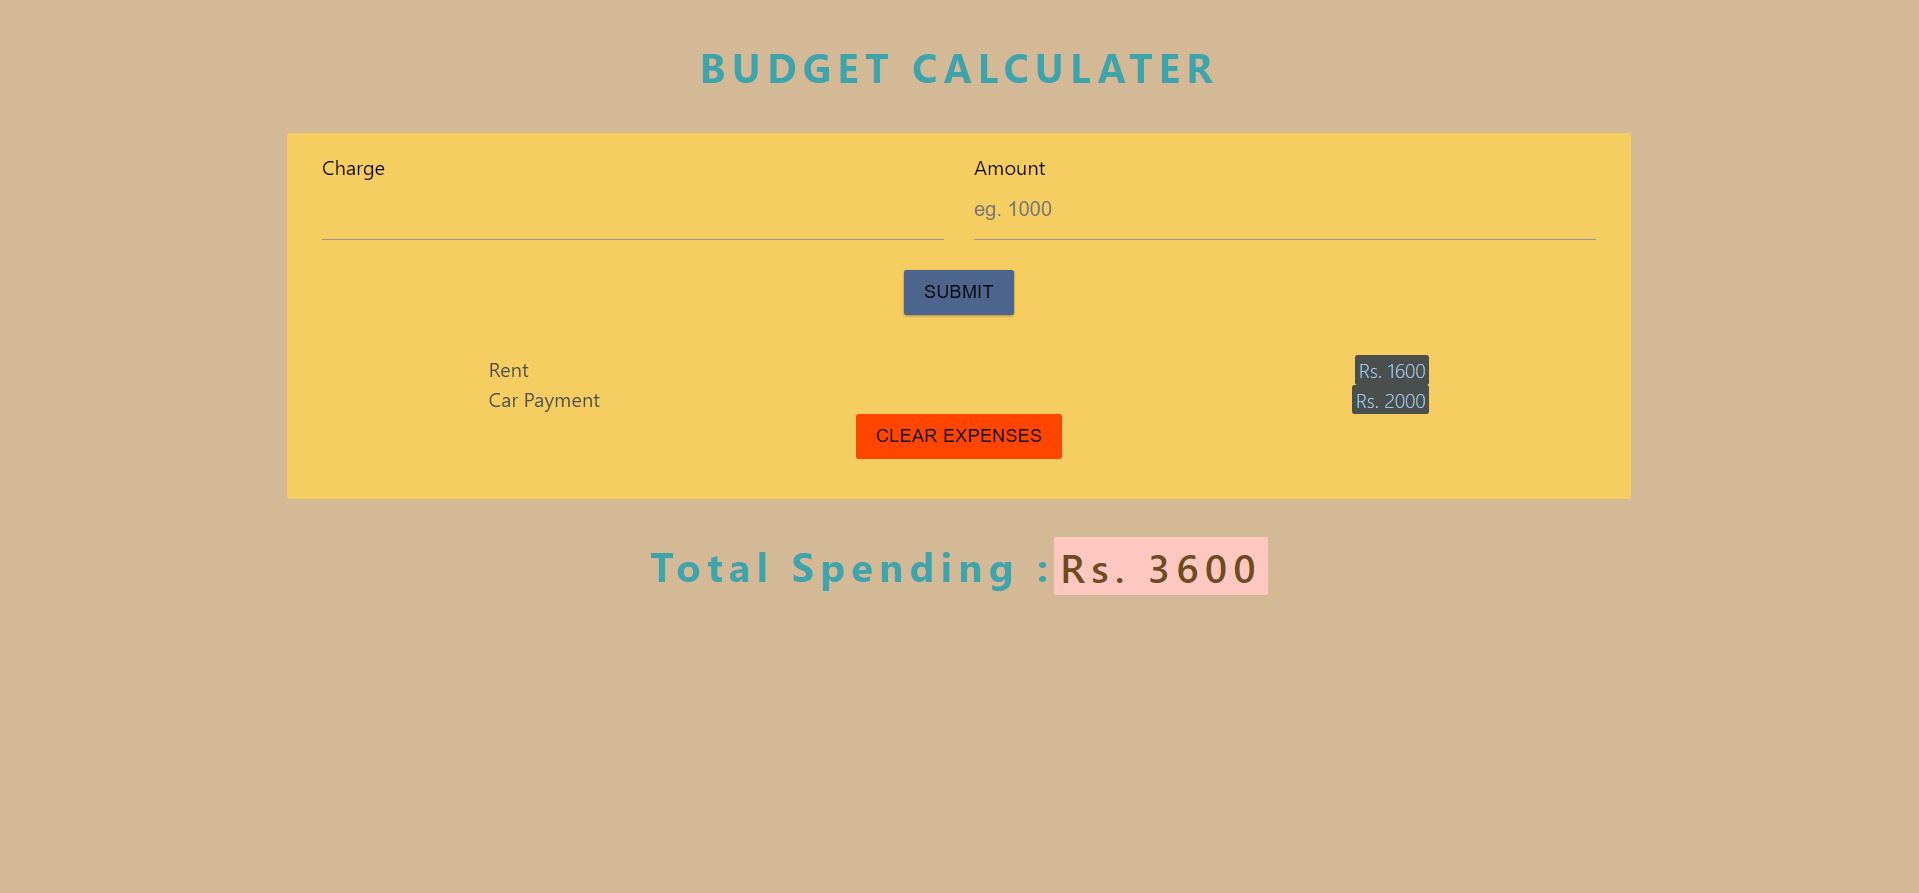 BUDGET CALCULATER
Charge Amount
eg. 1000
SUBMIT
Rent Rs. 1600
Car Payment Rs. 2000
CLEAR EXPENSES
Total Spending : Rs. 3600